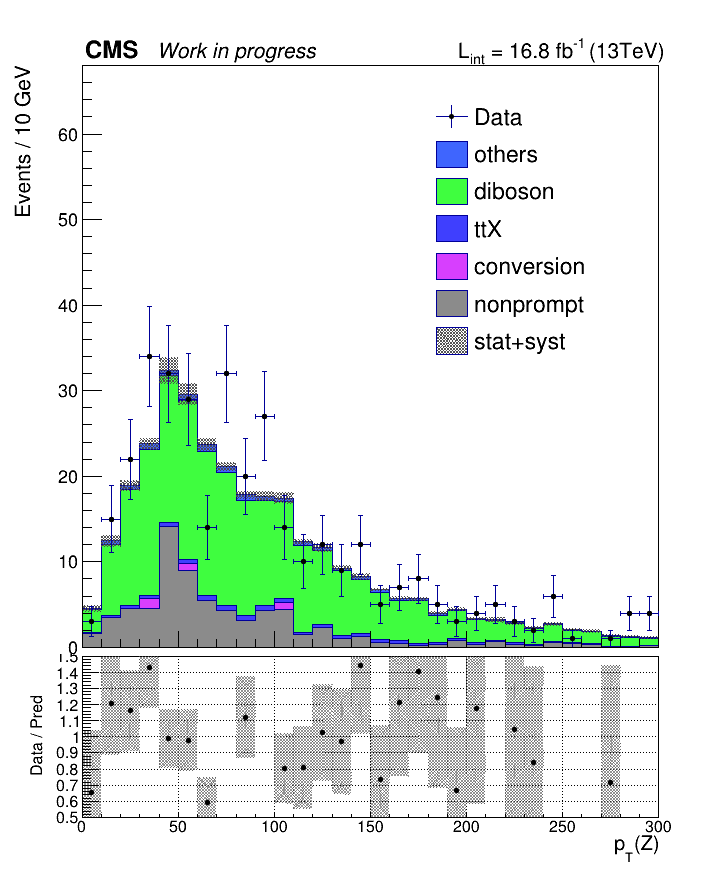 CMS Work in progress L_int = 16.8 fb^-1 (13TeV)
Events / 10 GeV
60
50
40
30
20
10
0
Data
others
diboson
ttX
conversion
nonprompt
stat+syst
Data / Pred
1.5
1.4
1.3
1.2
1.1
1
0.9
0.8
0.7
0.6
0.5
0 50 100 150 200 250 300
p_T(Z)